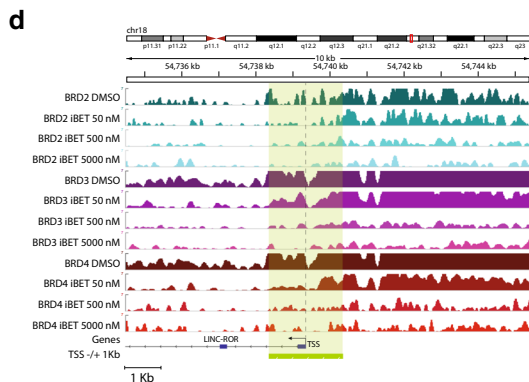 d
chr18
p11.31 p11.22 p11.1 q11.2 q12.1 q12.2 q12.3 q21.1 q21.2 q21.32 q22.1 q22.3 q23
10 kb
54,736 kb 54,738 kb 54,740 kb 54,742 kb 54,744 kb
BRD2 DMSO
BRD2 iBET 50 nM
BRD2 iBET 500 nM
BRD2 iBET 5000 nM
BRD3 DMSO
BRD3 iBET 50 nM
BRD3 iBET 500 nM
BRD3 iBET 5000 nM
BRD4 DMSO
BRD4 iBET 50 nM
BRD4 iBET 500 nM
BRD4 iBET 5000 nM
Genes LINC-ROR TSS
TSS -/+ 1Kb
1 Kb